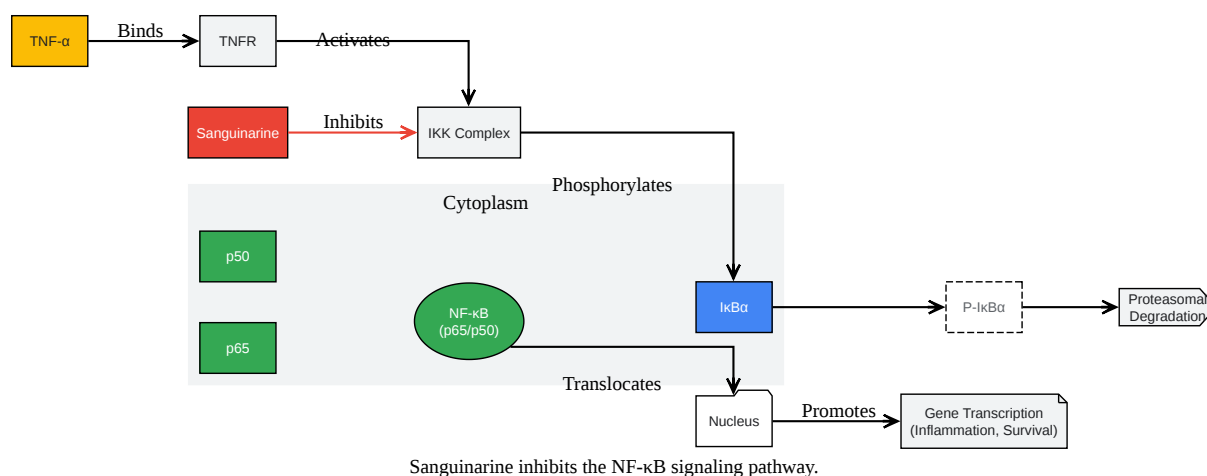 TNF-α
Binds
TNFR
Activates
Sanguinarine
Inhibits
IKK Complex
Phosphorylates
Cytoplasm
p50
p65
NF-κB
(p65/p50)
IκBα
P-IκBα
Proteasomal
Degradation
Translocates
Nucleus
Promotes
Gene Transcription
(Inflammation, Survival)
Sanguinarine inhibits the NF-κB signaling pathway.